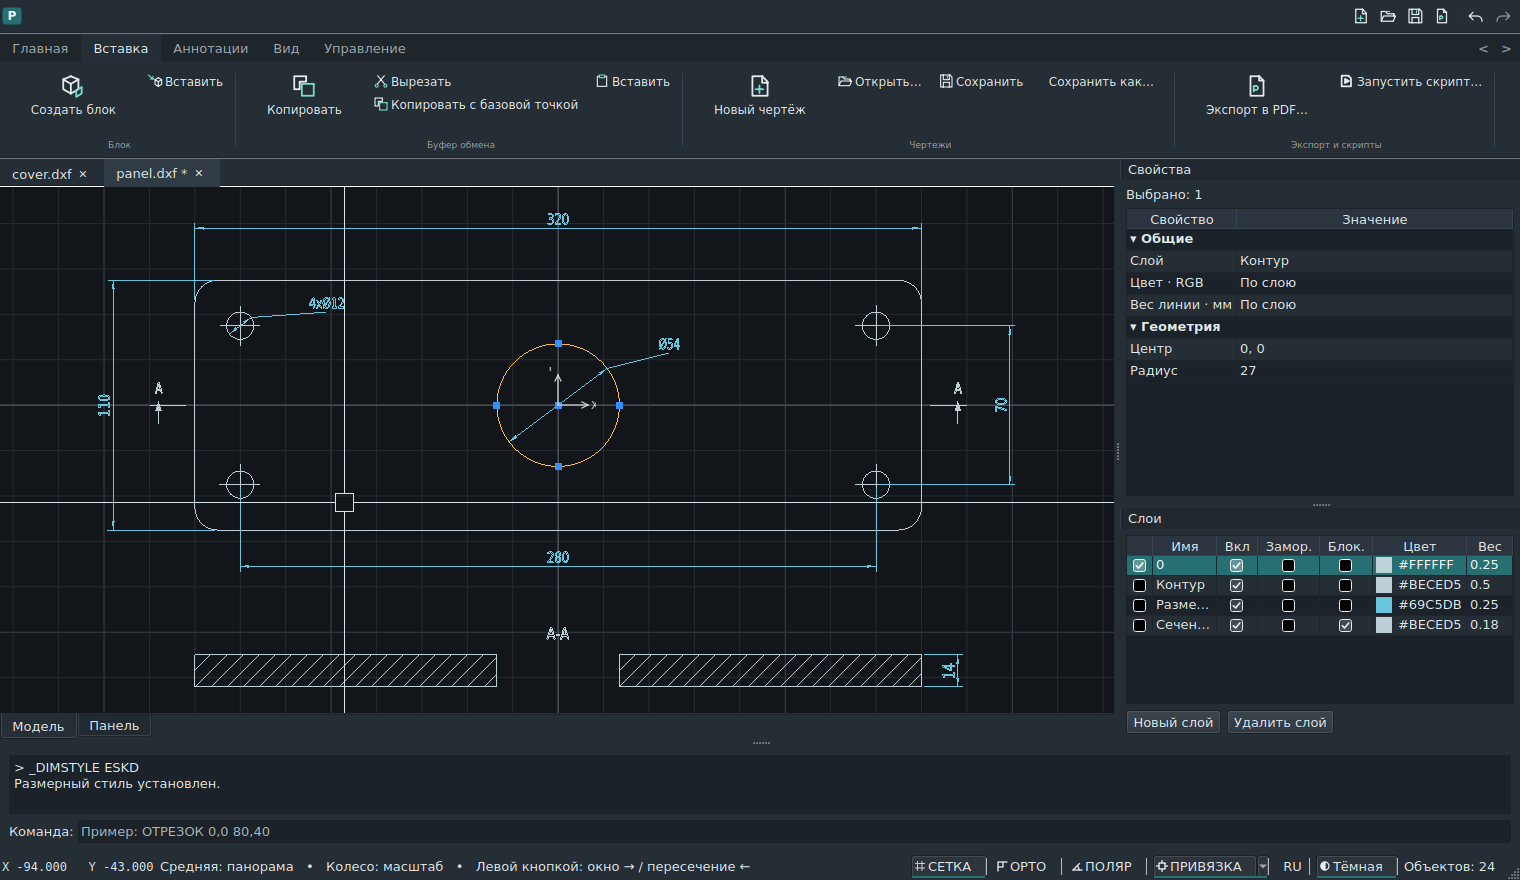 P
Главная Вставка Аннотации Вид Управление < >
Создать блок Вставить Копировать Вырезать Копировать с базовой точкой Вставить Новый чертёж Открыть... Сохранить Сохранить как... Экспорт в PDF... Запустить скрипт...
Блок Буфер обмена Чертежи Экспорт и скрипты
cover.dxf × panel.dxf * ×
320
4xØ12
Ø54
A A
110
X
70
280
A-A
14
Модель Панель
Свойства
Выбрано: 1
Свойство Значение
▾ Общие
Слой Контур
Цвет · RGB По слою
Вес линии · мм По слою
▾ Геометрия
Центр 0, 0
Радиус 27
Слои
Имя Вкл Замор. Блок. Цвет Вес
0 #FFFFFF 0.25
Контур #BECED5 0.5
Разме... #69C5DB 0.25
Сечен... #BECED5 0.18
Новый слой Удалить слой
> _DIMSTYLE ESKD
Размерный стиль установлен.
Команда: Пример: ОТРЕЗОК 0,0 80,40
X -94.000 Y -43.000 Средняя: панорама • Колесо: масштаб • Левой кнопкой: окно → / пересечение ← СЕТКА ОРТО ПОЛЯР ПРИВЯЗКА RU Тёмная Объектов: 24